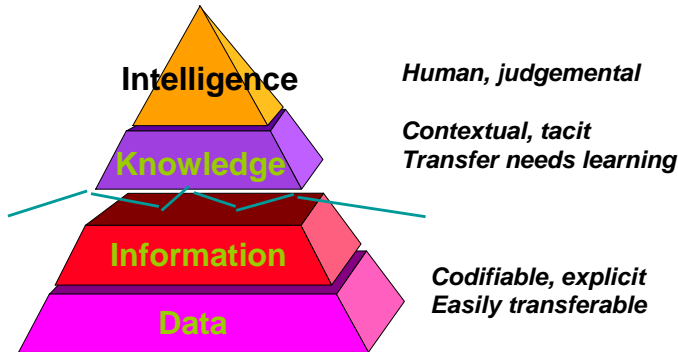 Intelligence
Human, judgemental
Contextual, tacit
Knowledge
Transfer needs learning
Information
Codifiable, explicit
Easily transferable
Data